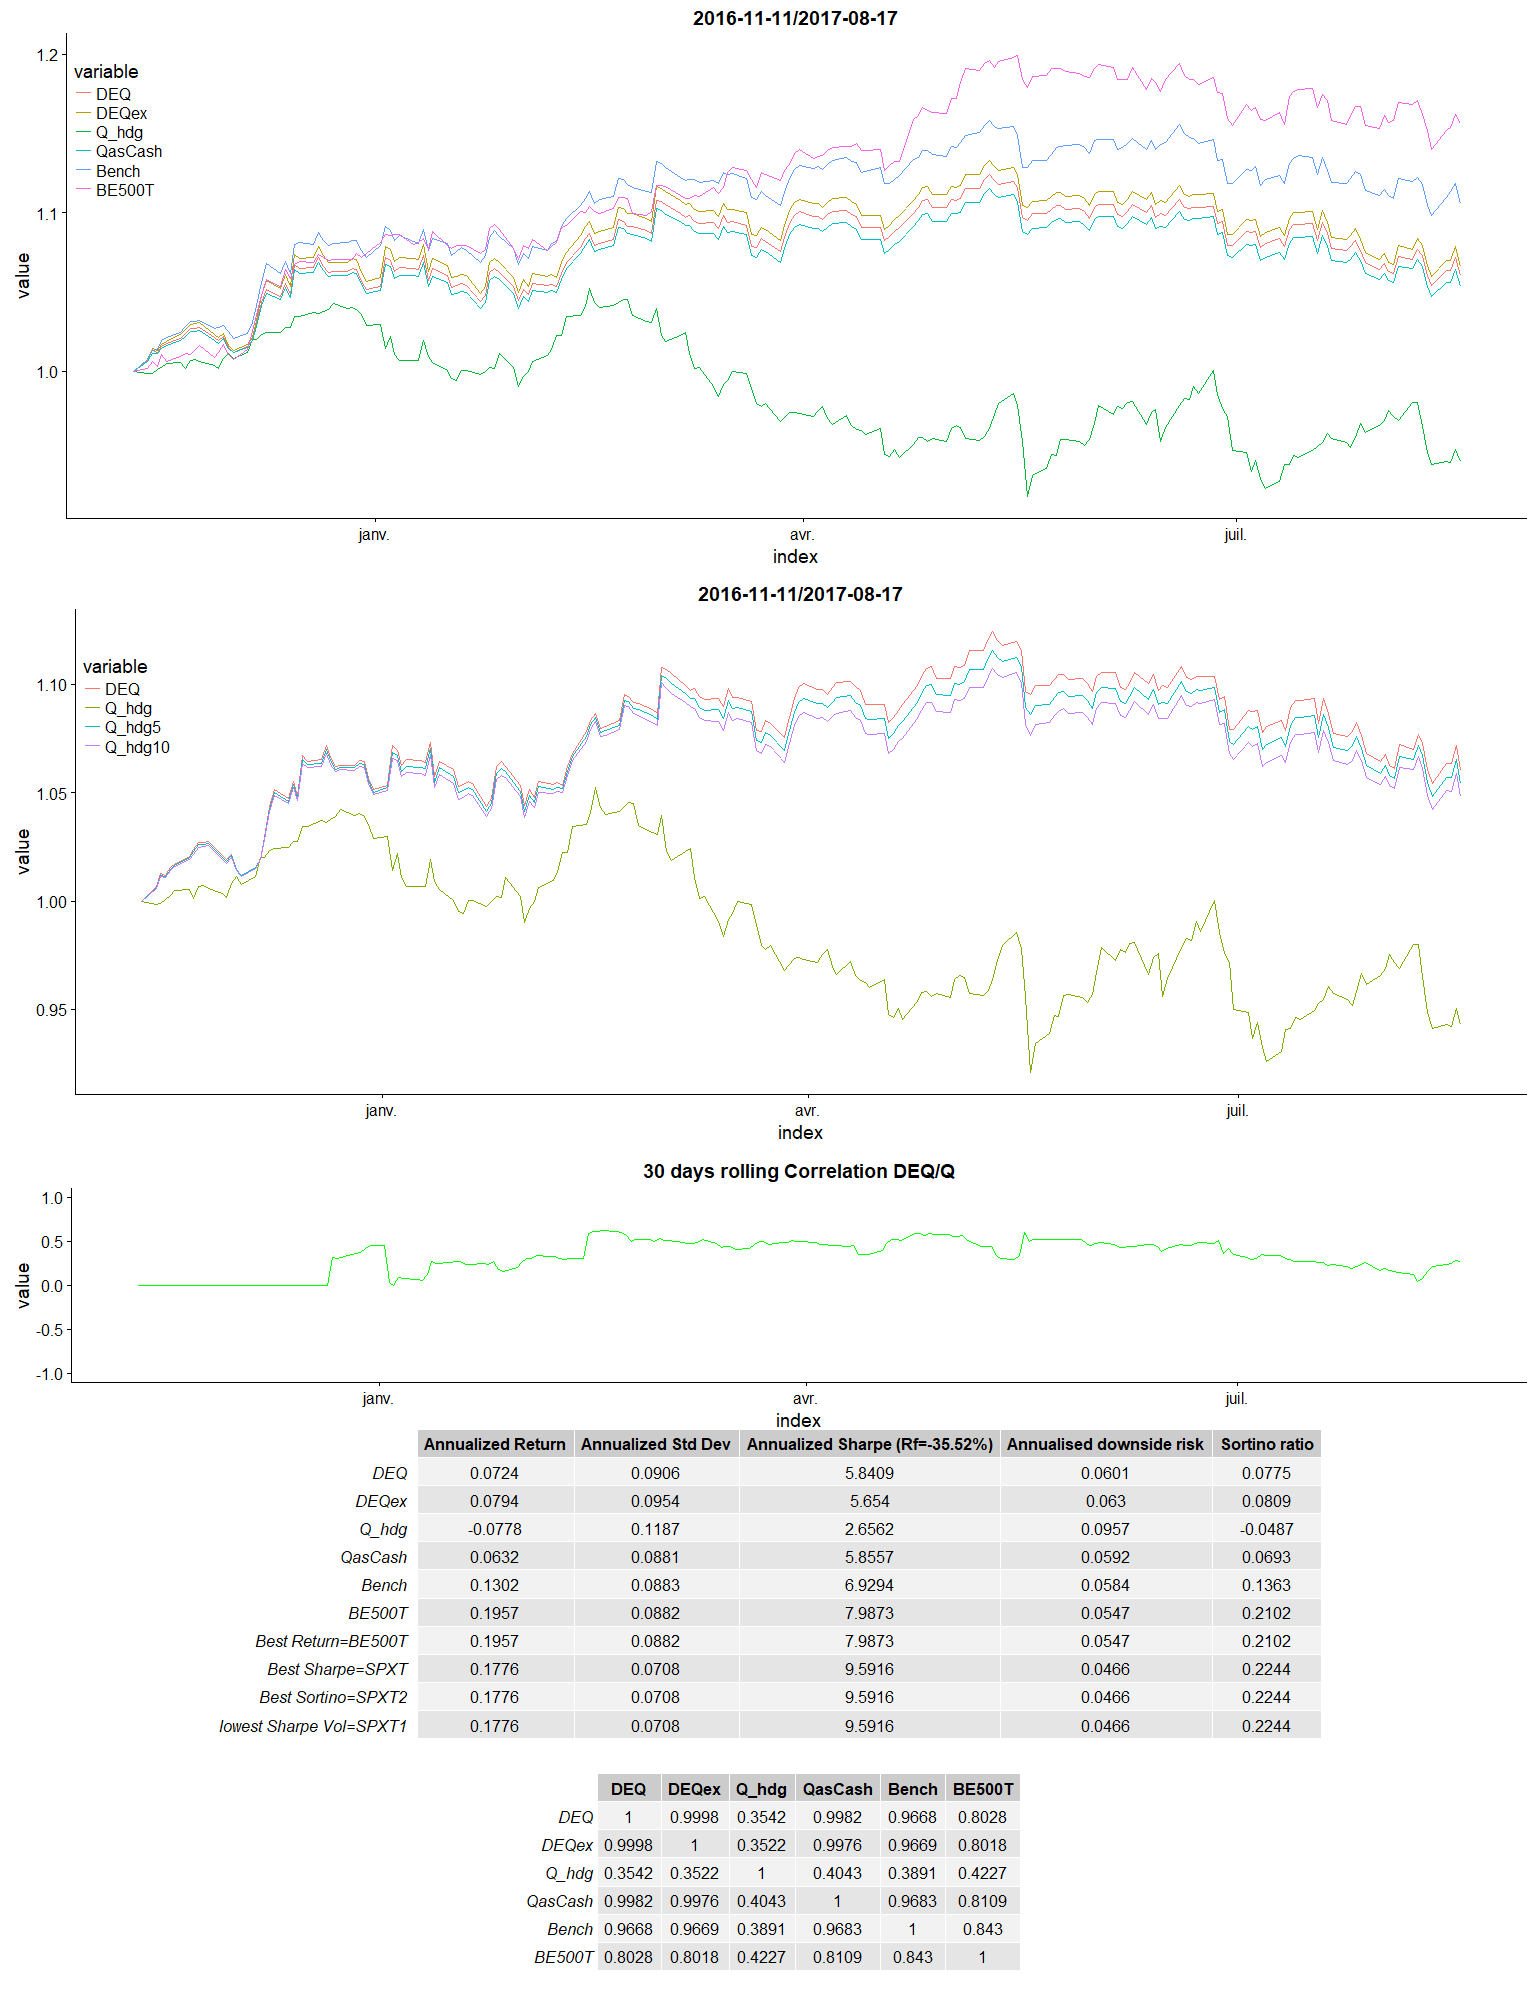 2016-11-11/2017-08-17
1.2
1.1
1.0
value
variable
DEQ
DEQex
Q_hdg
QasCash
Bench
BE500T
janv.
avr.
juil.
index
2016-11-11/2017-08-17
1.10
1.05
1.00
0.95
value
variable
DEQ
Q_hdg
Q_hdg5
Q_hdg10
janv.
avr.
juil.
index
30 days rolling Correlation DEQ/Q
1.0
0.5
0.0
-0.5
-1.0
value
janv.
avr.
juil.
index
Annualized Return Annualized Std Dev Annualized Sharpe (Rf=-35.52%) Annualised downside risk Sortino ratio
DEQ 0.0724 0.0906 5.8409 0.0601 0.0775
DEQex 0.0794 0.0954 5.654 0.063 0.0809
Q_hdg -0.0778 0.1187 2.6562 0.0957 -0.0487
QasCash 0.0632 0.0881 5.8557 0.0592 0.0693
Bench 0.1302 0.0883 6.9294 0.0584 0.1363
BE500T 0.1957 0.0882 7.9873 0.0547 0.2102
Best Return=BE500T 0.1957 0.0882 7.9873 0.0547 0.2102
Best Sharpe=SPXT 0.1776 0.0708 9.5916 0.0466 0.2244
Best Sortino=SPXT2 0.1776 0.0708 9.5916 0.0466 0.2244
lowest Sharpe Vol=SPXT1 0.1776 0.0708 9.5916 0.0466 0.2244
DEQ DEQex Q_hdg QasCash Bench BE500T
DEQ 1 0.9998 0.3542 0.9982 0.9668 0.8028
DEQex 0.9998 1 0.3522 0.9976 0.9669 0.8018
Q_hdg 0.3542 0.3522 1 0.4043 0.3891 0.4227
QasCash 0.9982 0.9976 0.4043 1 0.9683 0.8109
Bench 0.9668 0.9669 0.3891 0.9683 1 0.843
BE500T 0.8028 0.8018 0.4227 0.8109 0.843 1